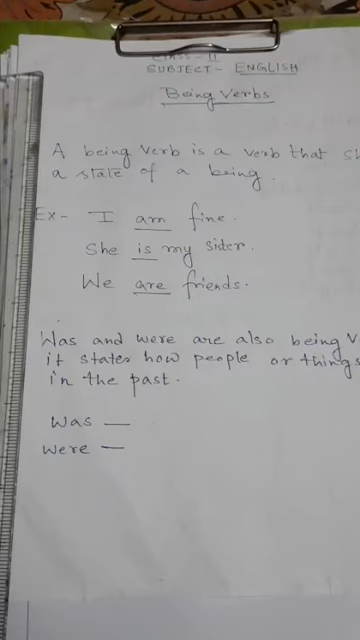 CLASS - II
SUBJECT - ENGLISH
Being Verbs
A being verb is a verb that
a state of a being.
Ex - I am fine.
She is my sister.
We are friends.
Was and were are also being
it states how people or things
in the past.
Was —
Were —